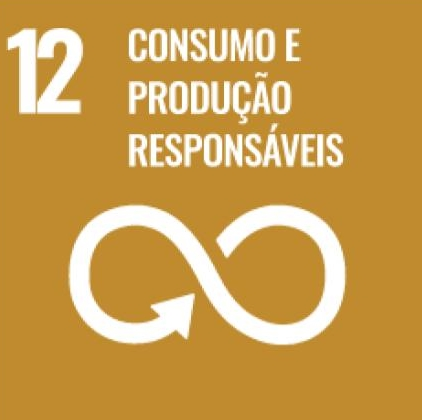 12
CONSUMO E
PRODUÇÃO
RESPONSÁVEIS